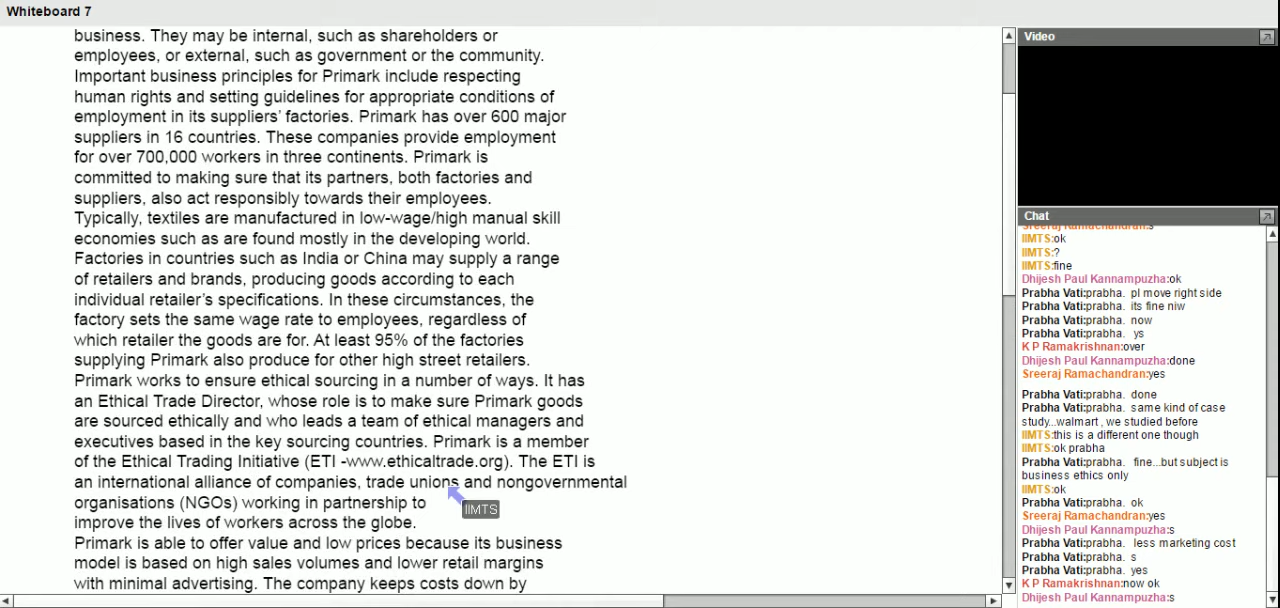 Whiteboard 7
business. They may be internal, such as shareholders or
employees, or external, such as government or the community.
Important business principles for Primark include respecting
human rights and setting guidelines for appropriate conditions of
employment in its suppliers' factories. Primark has over 600 major
suppliers in 16 countries. These companies provide employment
for over 700,000 workers in three continents. Primark is
committed to making sure that its partners, both factories and
suppliers, also act responsibly towards their employees.
Typically, textiles are manufactured in low-wage/high manual skill
economies such as are found mostly in the developing world.
Factories in countries such as India or China may supply a range
of retailers and brands, producing goods according to each
individual retailer's specifications. In these circumstances, the
factory sets the same wage rate to employees, regardless of
which retailer the goods are for. At least 95% of the factories
supplying Primark also produce for other high street retailers.
Primark works to ensure ethical sourcing in a number of ways. It has
an Ethical Trade Director, whose role is to make sure Primark goods
are sourced ethically and who leads a team of ethical managers and
executives based in the key sourcing countries. Primark is a member
of the Ethical Trading Initiative (ETI -www.ethicaltrade.org). The ETI is
an international alliance of companies, trade unions and nongovernmental
organisations (NGOs) working in partnership to
IIMTS
improve the lives of workers across the globe.
Primark is able to offer value and low prices because its business
model is based on high sales volumes and lower retail margins
with minimal advertising. The company keeps costs down by
Video
Chat
Sreeraj Ramachandran:s
IIMTS:ok
IIMTS:?
IIMTS:fine
Dhijesh Paul Kannampuzha:ok
Prabha Vati:prabha. pl move right side
Prabha Vati:prabha. its fine niw
Prabha Vati:prabha. now
Prabha Vati:prabha. ys
K P Ramakrishnan:over
Dhijesh Paul Kannampuzha:done
Sreeraj Ramachandran:yes
Prabha Vati:prabha. done
Prabha Vati:prabha. same kind of case
study...walmart , we studied before
IIMTS:this is a different one though
IIMTS:ok prabha
Prabha Vati:prabha. fine...but subject is
business ethics only
IIMTS:ok
Prabha Vati:prabha. ok
Sreeraj Ramachandran:yes
Dhijesh Paul Kannampuzha:s
Prabha Vati:prabha. less marketing cost
Prabha Vati:prabha. s
Prabha Vati:prabha. yes
K P Ramakrishnan:now ok
Dhijesh Paul Kannampuzha:s